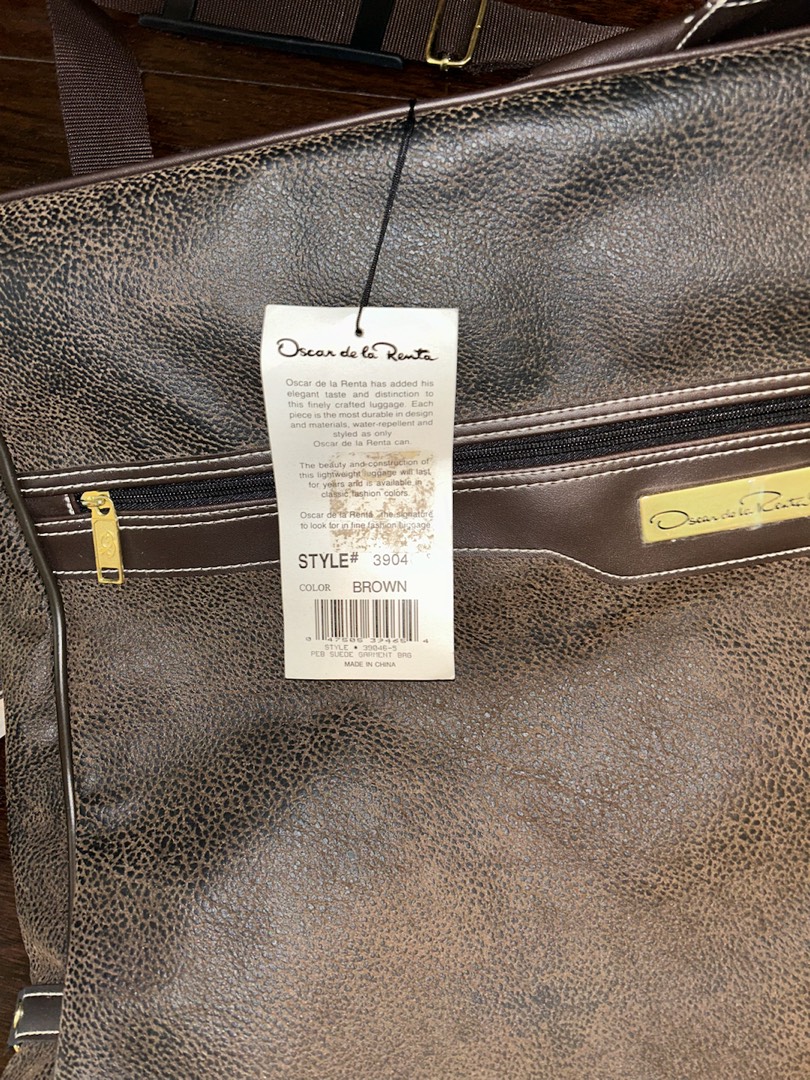 Oscar de la Renta
Oscar de la Renta has added his
elegant taste and distinction to
this finely crafted luggage. Each
piece is the most durable in design
and materials, water-repellent and
styled as only
Oscar de la Renta can.
The beauty and construction of
this lightweight luggage will last
for years and is available in
classic fashion colors.
Oscar de la Renta. The signature
to look for in fine fashion luggage.
STYLE# 3904
COLOR BROWN
0 47505 39465 4
STYLE * 39046-5
PEB SUEDE GARMENT BAG
MADE IN CHINA
Oscar de la Renta